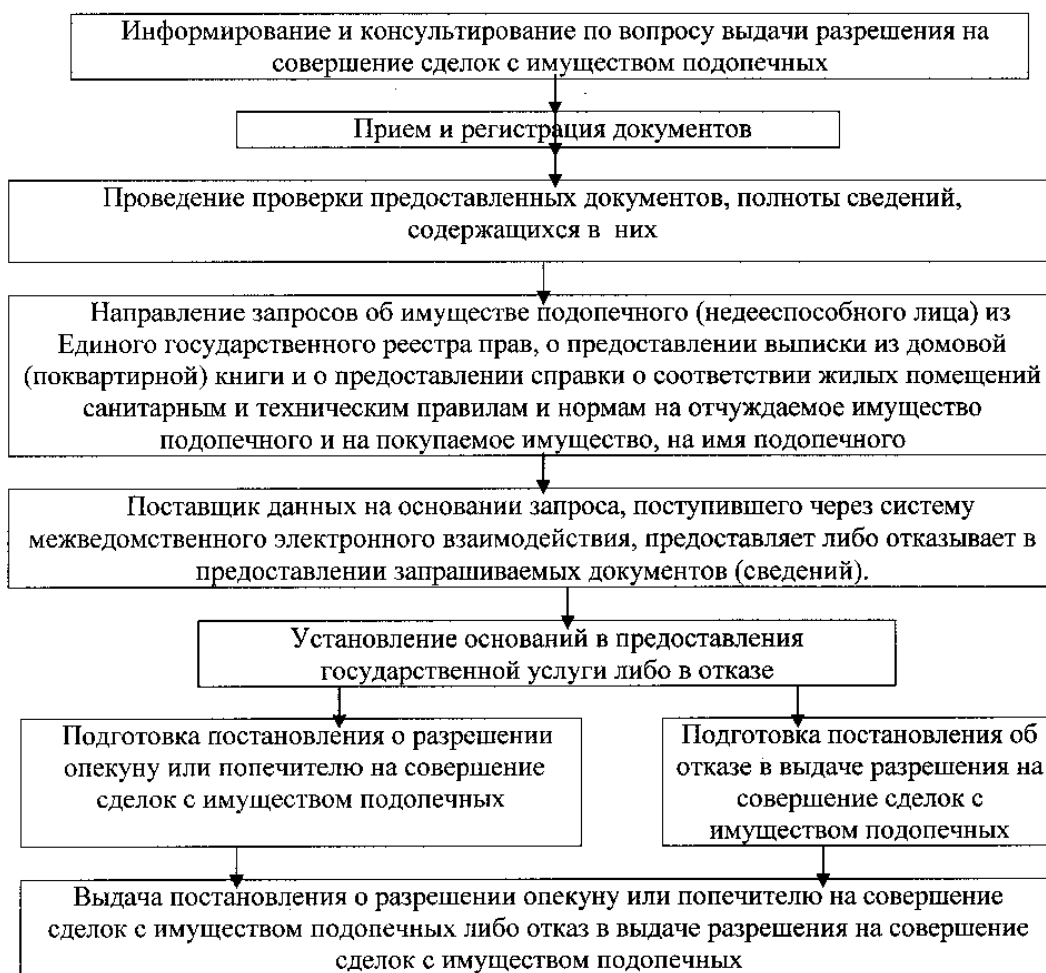 Информирование и консультирование по вопросу выдачи разрешения на
совершение сделок с имуществом подопечных
Прием и регистрация документов
Проведение проверки предоставленных документов, полноты сведений,
содержащихся в них
Направление запросов об имуществе подопечного (недееспособного лица) из
Единого государственного реестра прав, о предоставлении выписки из домовой
(поквартирной) книги и о предоставлении справки о соответствии жилых помещений
санитарным и техническим правилам и нормам на отчуждаемое имущество
подопечного и на покупаемое имущество, на имя подопечного
Поставщик данных на основании запроса, поступившего через систему
межведомственного электронного взаимодействия, предоставляет либо отказывает в
предоставлении запрашиваемых документов (сведений).
Установление оснований в предоставления
государственной услуги либо в отказе
Подготовка постановления о разрешении
опекуну или попечителю на совершение
сделок с имуществом подопечных
Подготовка постановления об
отказе в выдаче разрешения на
совершение сделок с
имуществом подопечных
Выдача постановления о разрешении опекуну или попечителю на совершение
сделок с имуществом подопечных либо отказ в выдаче разрешения на совершение
сделок с имуществом подопечных